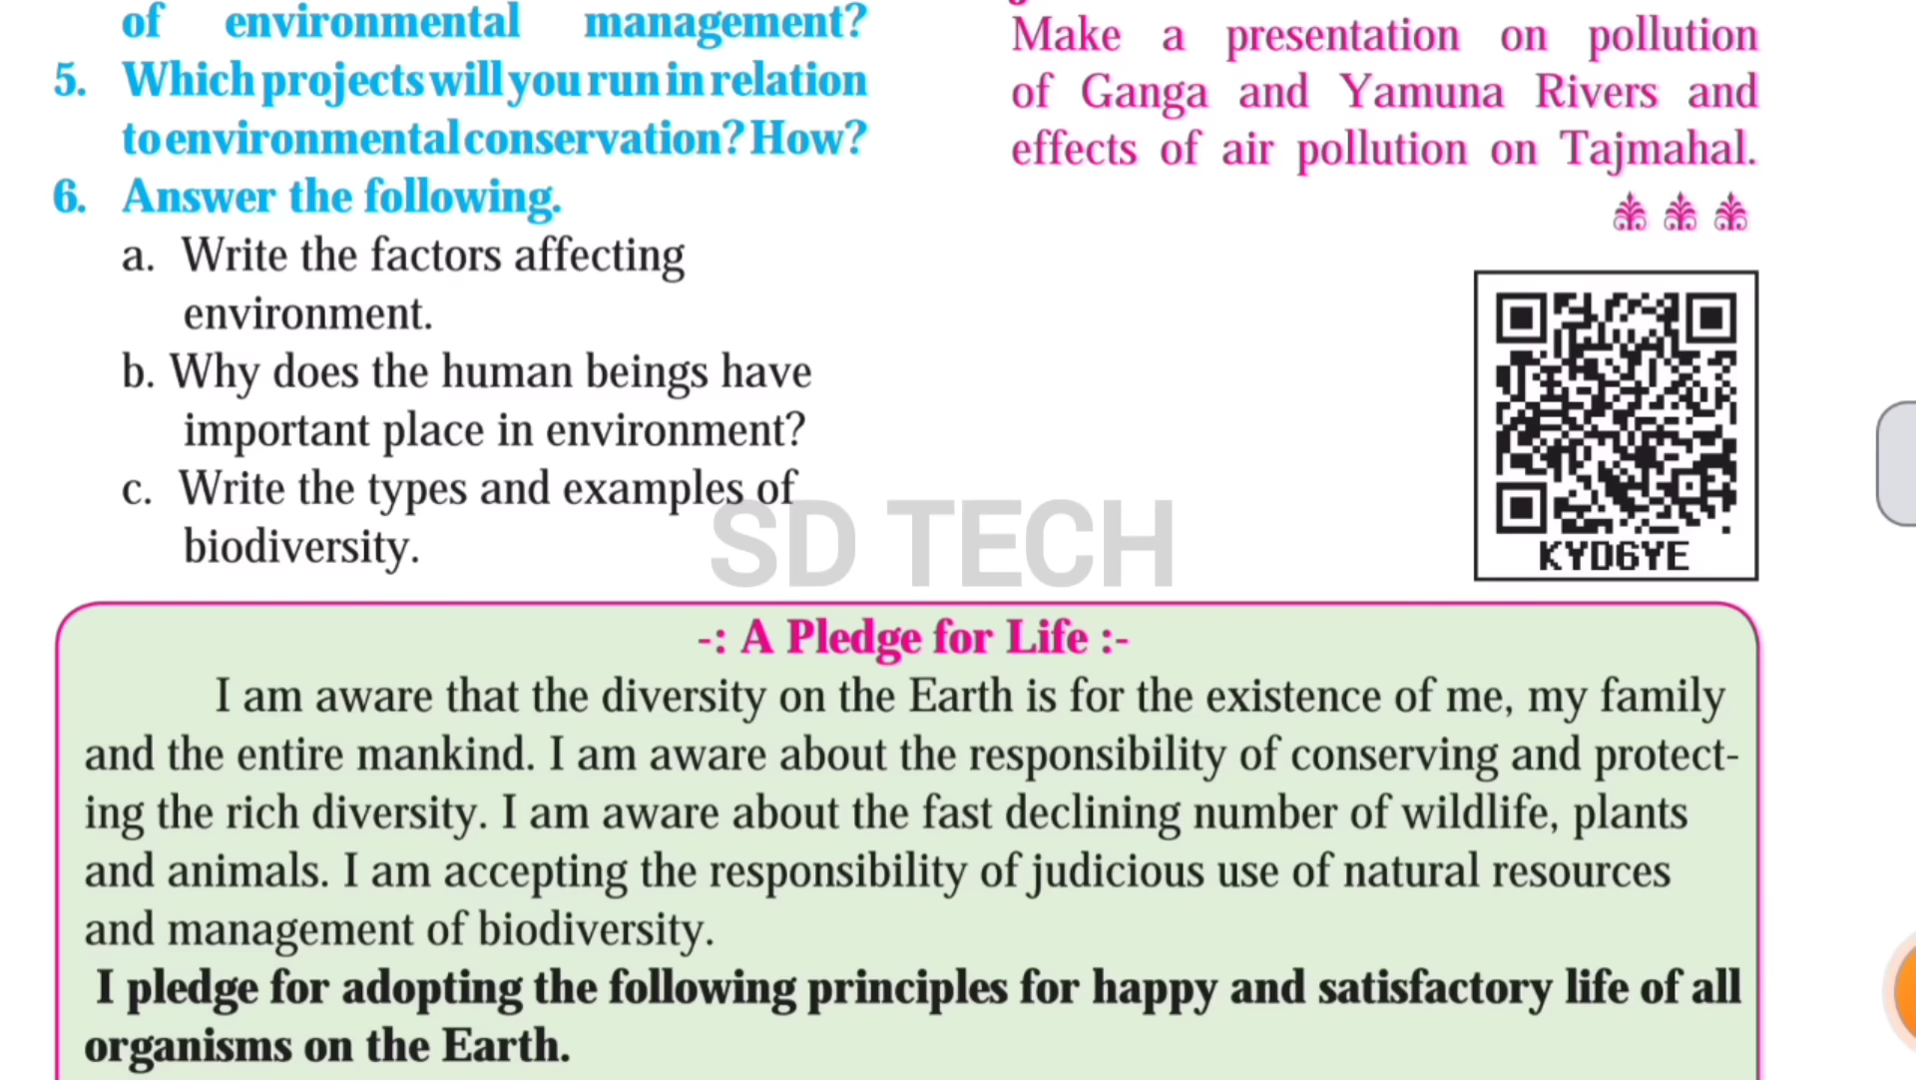 of environmental management?
5. Which projects will you run in relation
to environmental conservation? How?
6. Answer the following.
a. Write the factors affecting
environment.
b. Why does the human beings have
important place in environment?
c. Write the types and examples of
biodiversity.
Make a presentation on pollution
of Ganga and Yamuna Rivers and
effects of air pollution on Tajmahal.
KYD6YE
SD TECH
-: A Pledge for Life :-
I am aware that the diversity on the Earth is for the existence of me, my family
and the entire mankind. I am aware about the responsibility of conserving and protect-
ing the rich diversity. I am aware about the fast declining number of wildlife, plants
and animals. I am accepting the responsibility of judicious use of natural resources
and management of biodiversity.
I pledge for adopting the following principles for happy and satisfactory life of all
organisms on the Earth.